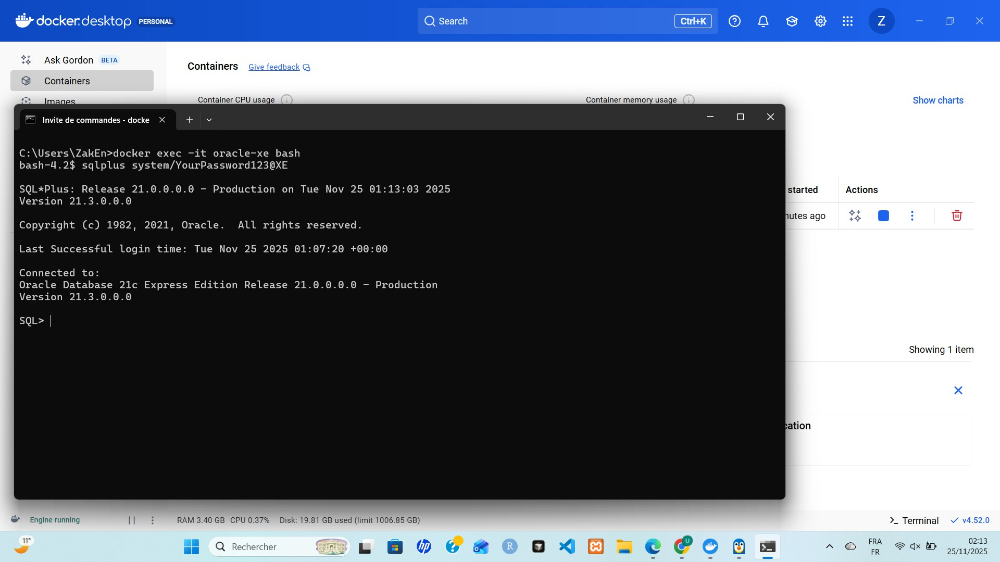 docker.desktop PERSONAL
Search
Ctrl+K
Z
Ask Gordon BETA
Containers
Images
Containers Give feedback
Container CPU usage
Container memory usage
Show charts
Invite de commandes - docke
C:\Users\ZakEn>docker exec -it oracle-xe bash
bash-4.2$ sqlplus system/YourPassword123@XE
SQL*Plus: Release 21.0.0.0.0 - Production on Tue Nov 25 01:13:03 2025
Version 21.3.0.0.0
Copyright (c) 1982, 2021, Oracle.  All rights reserved.
Last Successful login time: Tue Nov 25 2025 01:07:20 +00:00
Connected to:
Oracle Database 21c Express Edition Release 21.0.0.0.0 - Production
Version 21.3.0.0.0
SQL>
started
Actions
nutes ago
Showing 1 item
cation
Engine running
RAM 3.40 GB CPU 0.37% Disk: 19.81 GB used (limit 1006.85 GB)
Terminal
v4.52.0
11°
Rechercher
hp
R
U
FRA
FR
02:13
25/11/2025